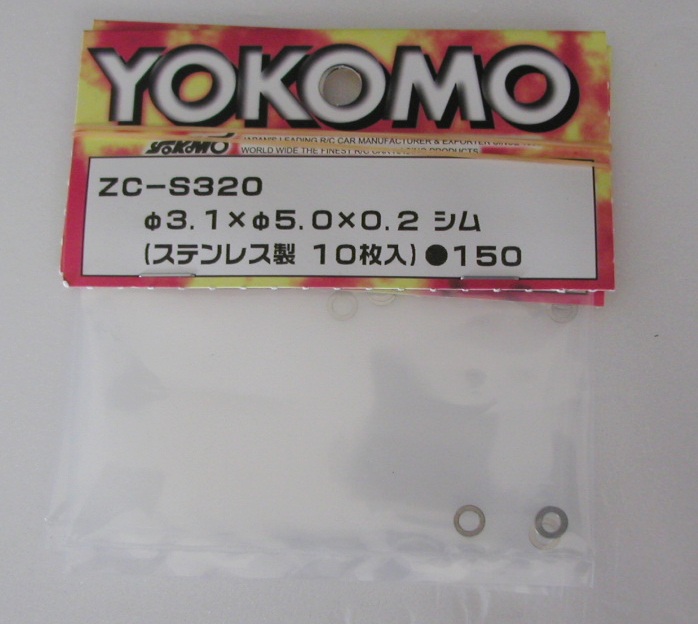 YOKOMO
YOKOMO JAPAN'S LEADING R/C CAR MANUFACTURER & EXPORTER SINCE
WORLD WIDE THE FINEST R/C PRODUCTS
ZC-S320
φ3.1×φ5.0×0.2 シム
(ステンレス製 10枚入)●150